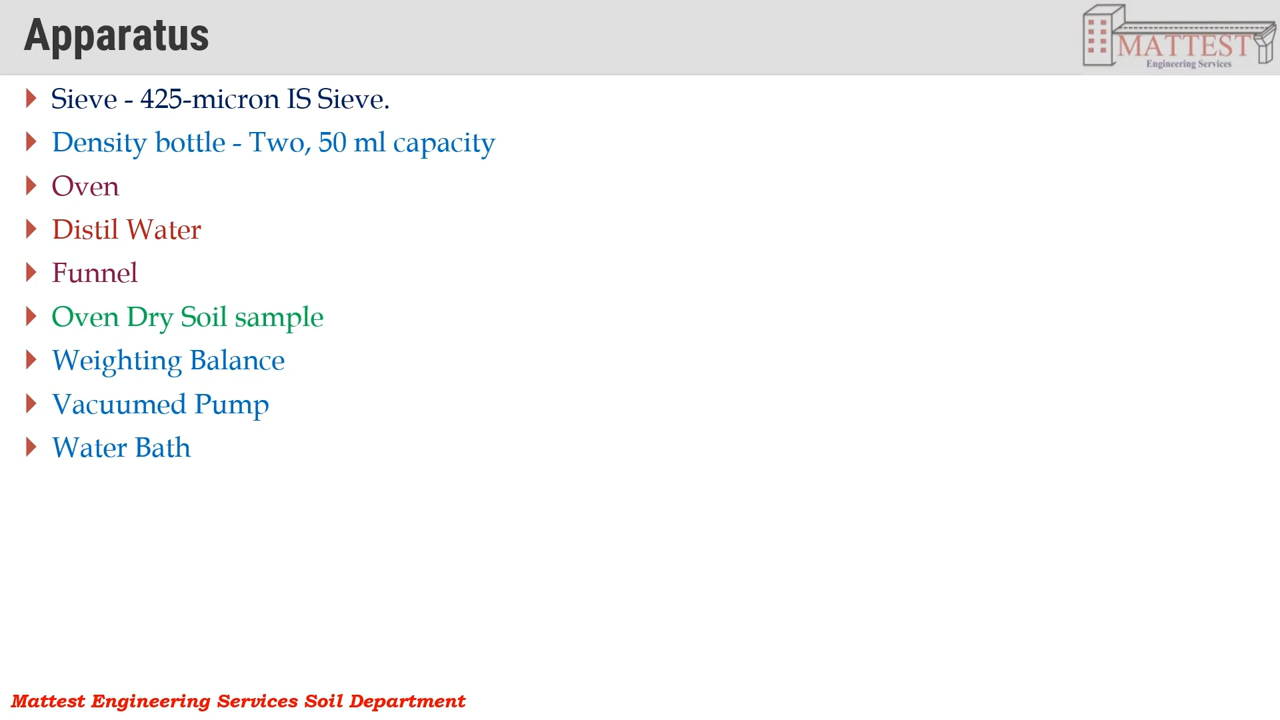 Apparatus
MATTEST
Engineering Services
Sieve - 425-micron IS Sieve.
Density bottle - Two, 50 ml capacity
Oven
Distil Water
Funnel
Oven Dry Soil sample
Weighting Balance
Vacuumed Pump
Water Bath
Mattest Engineering Services Soil Department